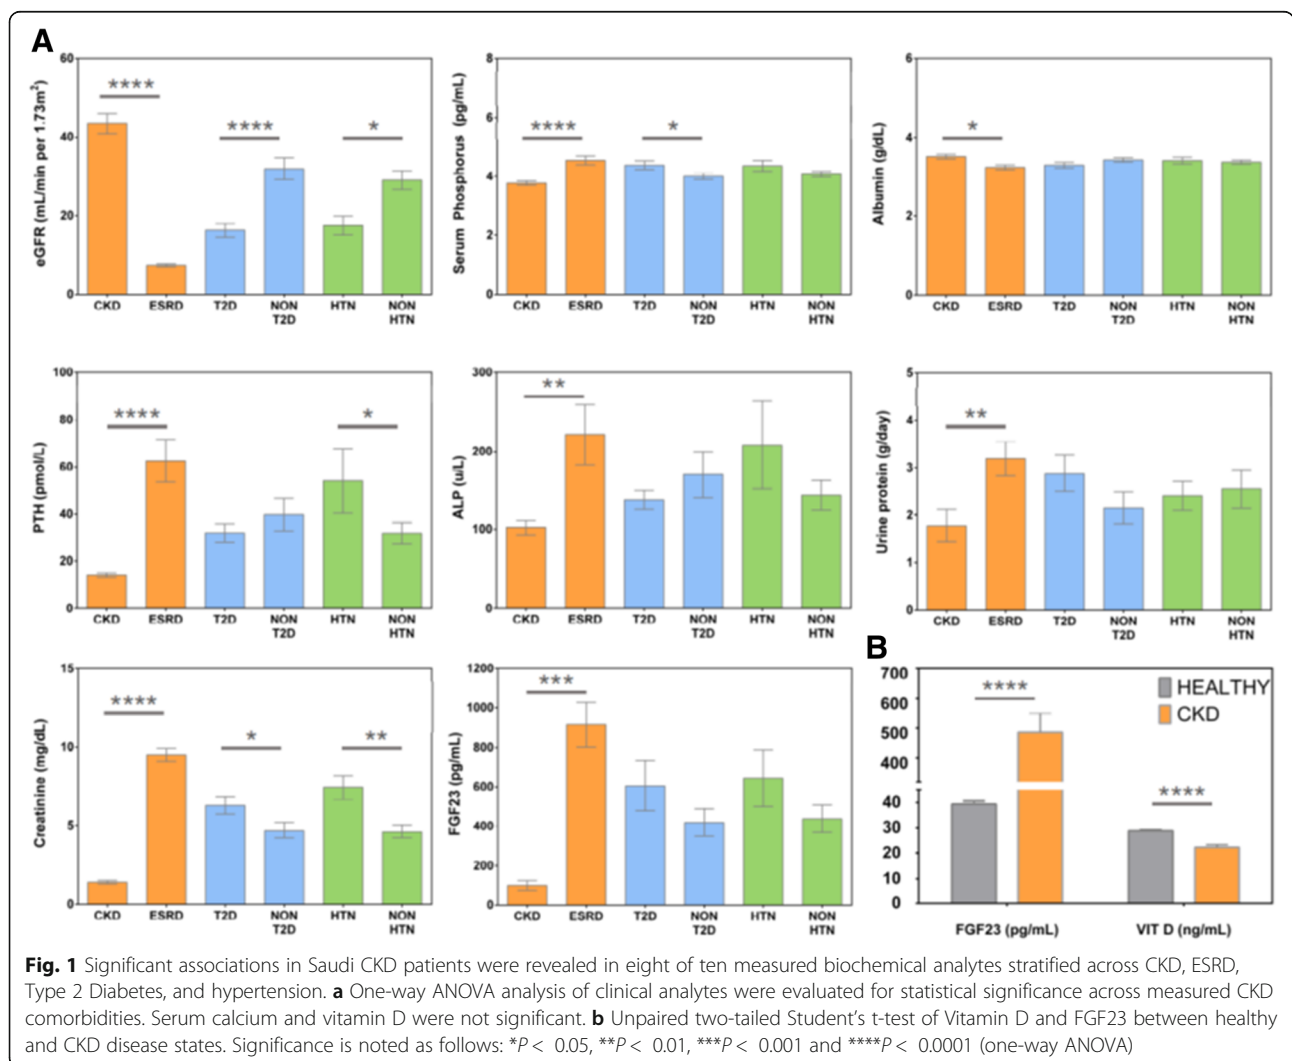 A
60
40
20
0
eGFR (mL/min per 1.73m²)
****
****
*
CKD ESRD T2D NON T2D HTN NON HTN
8
6
4
2
0
Serum Phosphorus (pg/mL)
****
*
CKD ESRD T2D NON T2D HTN NON HTN
6
4
2
0
Albumin (g/dL)
*
CKD ESRD T2D NON T2D HTN NON HTN
100
80
60
40
20
0
PTH (pmol/L)
****
*
CKD ESRD T2D NON T2D HTN NON HTN
300
200
100
0
ALP (u/L)
**
CKD ESRD T2D NON T2D HTN NON HTN
5
4
3
2
1
0
Urine protein (g/day)
**
CKD ESRD T2D NON T2D HTN NON HTN
15
10
5
0
Creatinine (mg/dL)
****
*
**
CKD ESRD T2D NON T2D HTN NON HTN
1200
1000
800
600
400
200
0
FGF23 (pg/mL)
***
CKD ESRD T2D NON T2D HTN NON HTN
B
700
600
500
400
40
30
20
10
0
****
****
HEALTHY
CKD
FGF23 (pg/mL) VIT D (ng/mL)
Fig. 1 Significant associations in Saudi CKD patients were revealed in eight of ten measured biochemical analytes stratified across CKD, ESRD,
Type 2 Diabetes, and hypertension. a One-way ANOVA analysis of clinical analytes were evaluated for statistical significance across measured CKD
comorbidities. Serum calcium and vitamin D were not significant. b Unpaired two-tailed Student's t-test of Vitamin D and FGF23 between healthy
and CKD disease states. Significance is noted as follows: *P < 0.05, **P < 0.01, ***P < 0.001 and ****P < 0.0001 (one-way ANOVA)